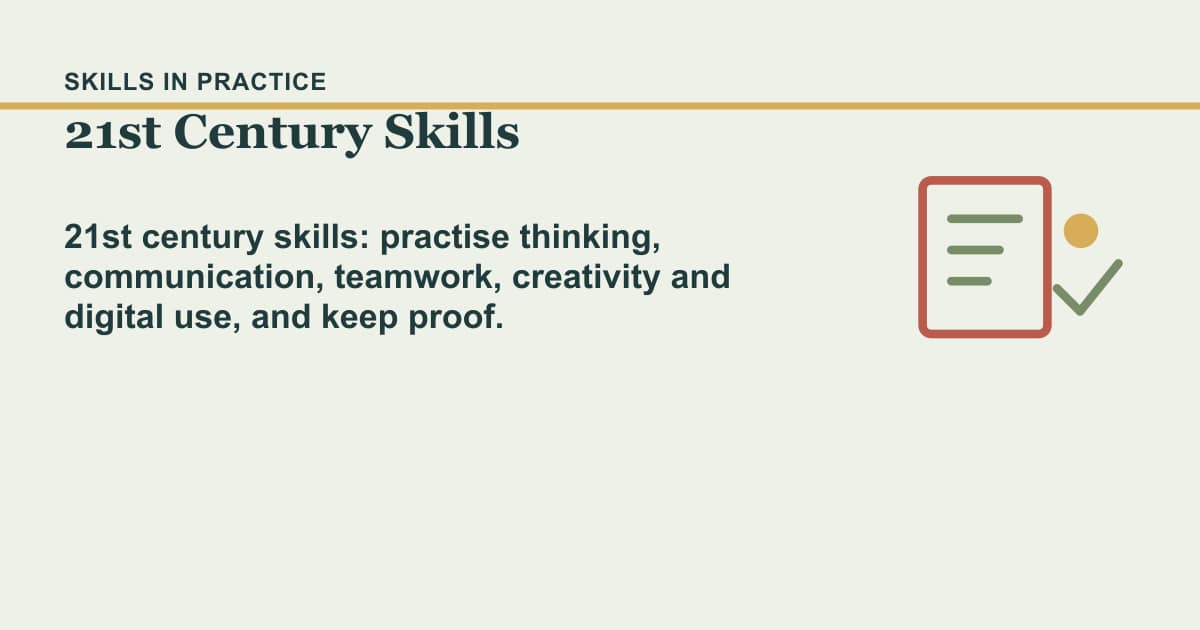 SKILLS IN PRACTICE
21st Century Skills
21st century skills: practise thinking,
communication, teamwork, creativity and
digital use, and keep proof.